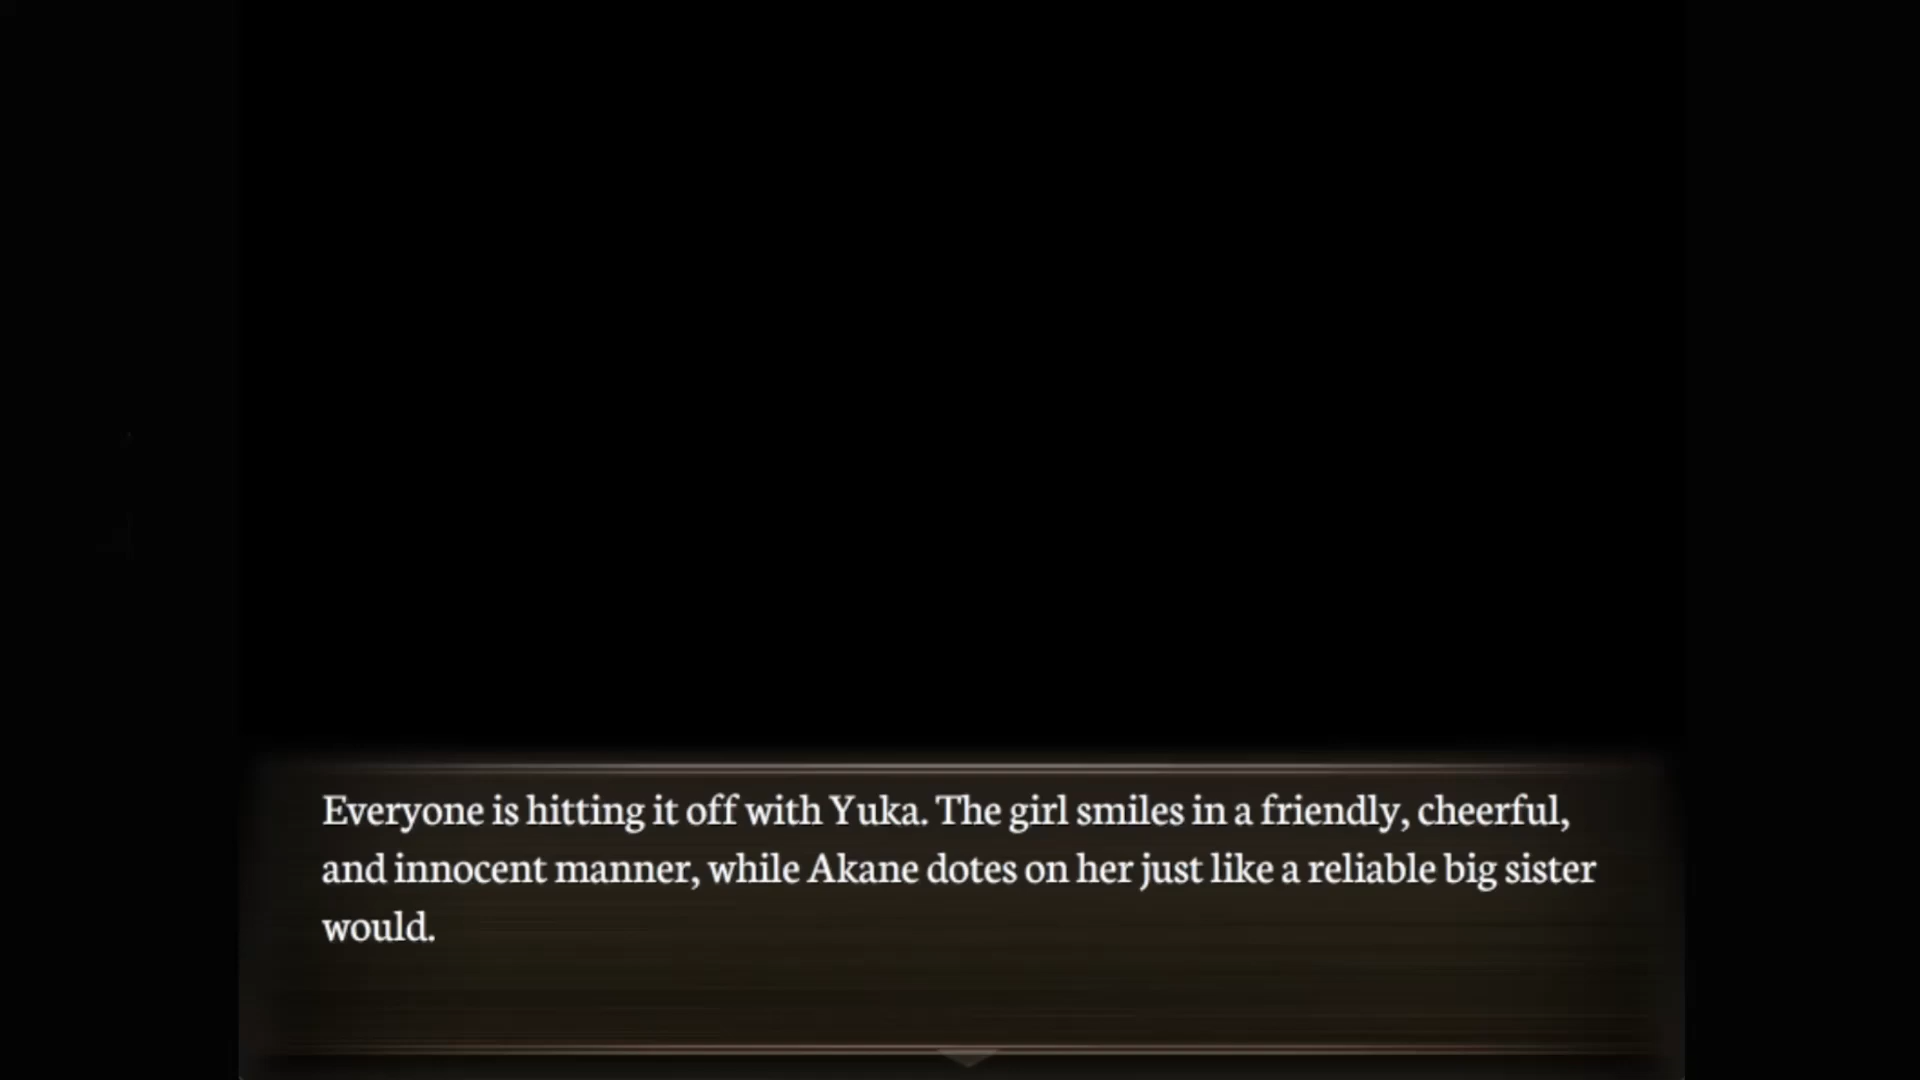 Everyone is hitting it off with Yuka. The girl smiles in a friendly, cheerful,
and innocent manner, while Akane dotes on her just like a reliable big sister
would.